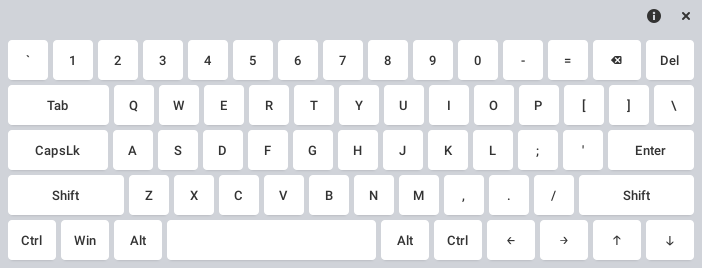 ` 1 2 3 4 5 6 7 8 9 0 - = Del
Tab Q W E R T Y U I O P [ ] \
CapsLk A S D F G H J K L ; ' Enter
Shift Z X C V B N M , . / Shift
Ctrl Win Alt Alt Ctrl ← → ↑ ↓